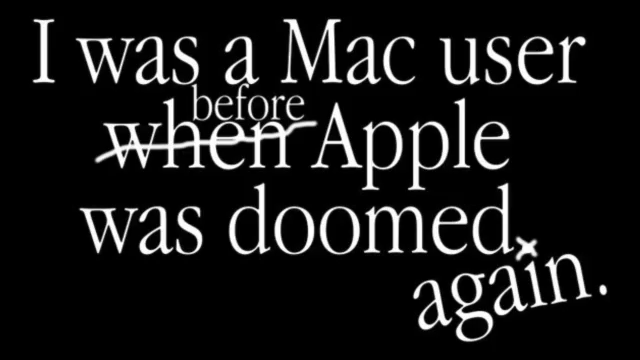 I was a Mac user
before
when Apple
was doomed.
again.